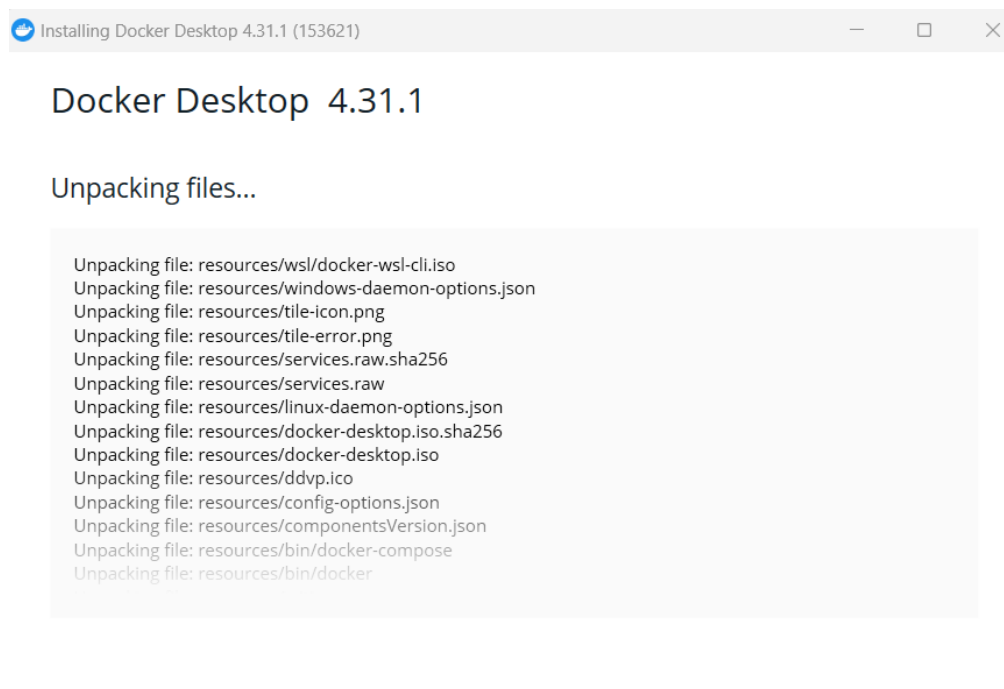 Installing Docker Desktop 4.31.1 (153621)
Docker Desktop 4.31.1
Unpacking files...
Unpacking file: resources/wsl/docker-wsl-cli.iso
Unpacking file: resources/windows-daemon-options.json
Unpacking file: resources/tile-icon.png
Unpacking file: resources/tile-error.png
Unpacking file: resources/services.raw.sha256
Unpacking file: resources/services.raw
Unpacking file: resources/linux-daemon-options.json
Unpacking file: resources/docker-desktop.iso.sha256
Unpacking file: resources/docker-desktop.iso
Unpacking file: resources/ddvp.ico
Unpacking file: resources/config-options.json
Unpacking file: resources/componentsVersion.json
Unpacking file: resources/bin/docker-compose
Unpacking file: resources/bin/docker